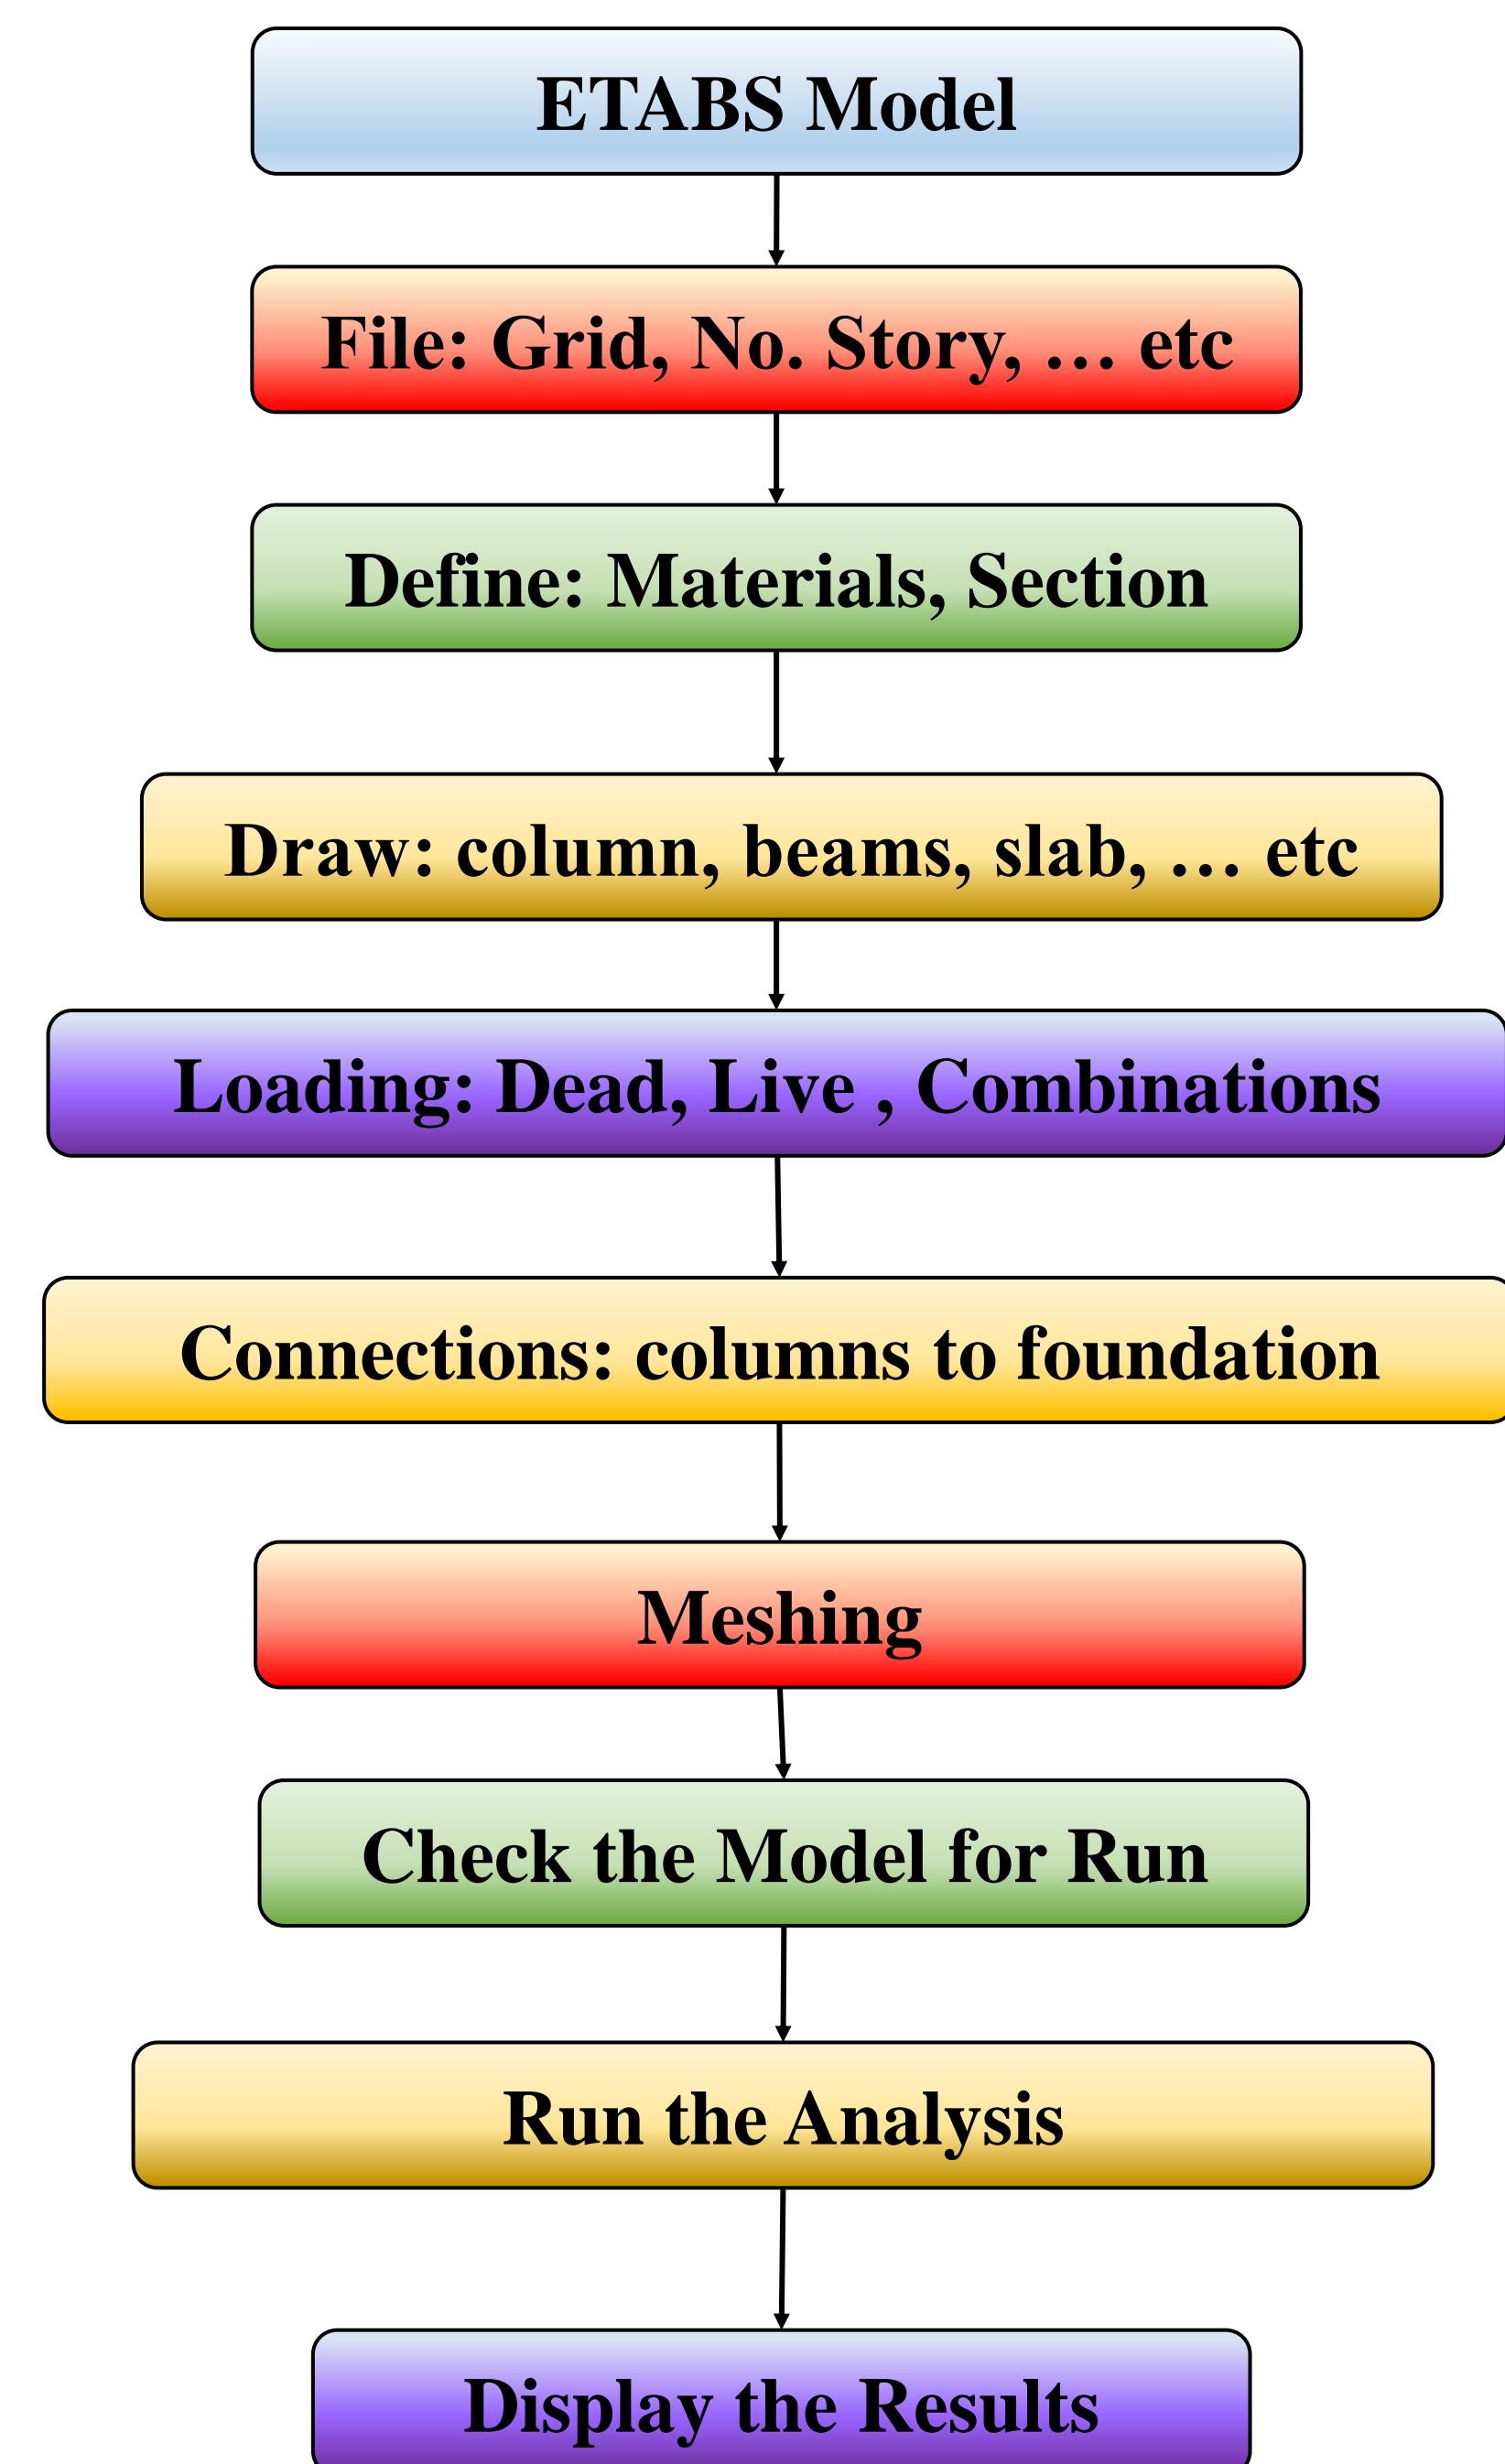 ETABS Model
File: Grid, No. Story, … etc
Define: Materials, Section
Draw: column, beams, slab, … etc
Loading: Dead, Live , Combinations
Connections: columns to foundation
Meshing
Check the Model for Run
Run the Analysis
Display the Results